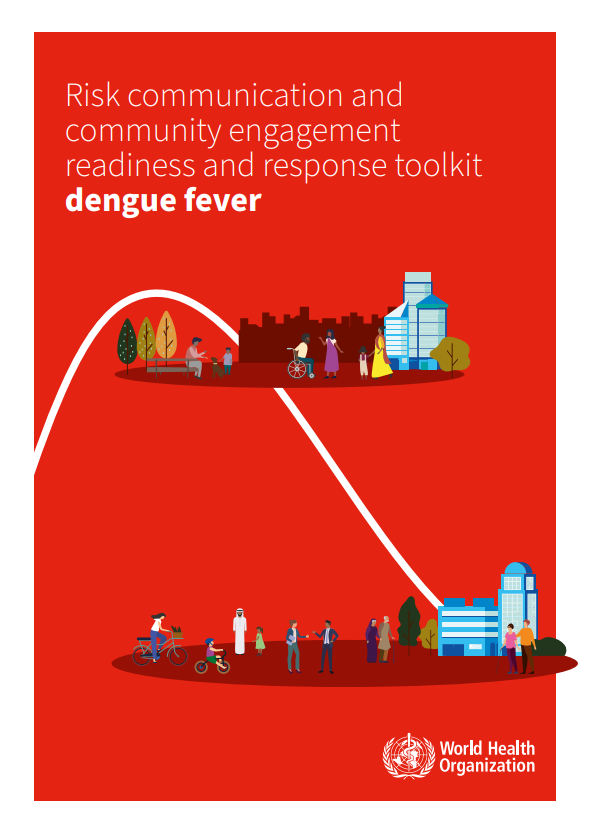 Risk communication and
community engagement
readiness and response toolkit
dengue fever
World Health
Organization